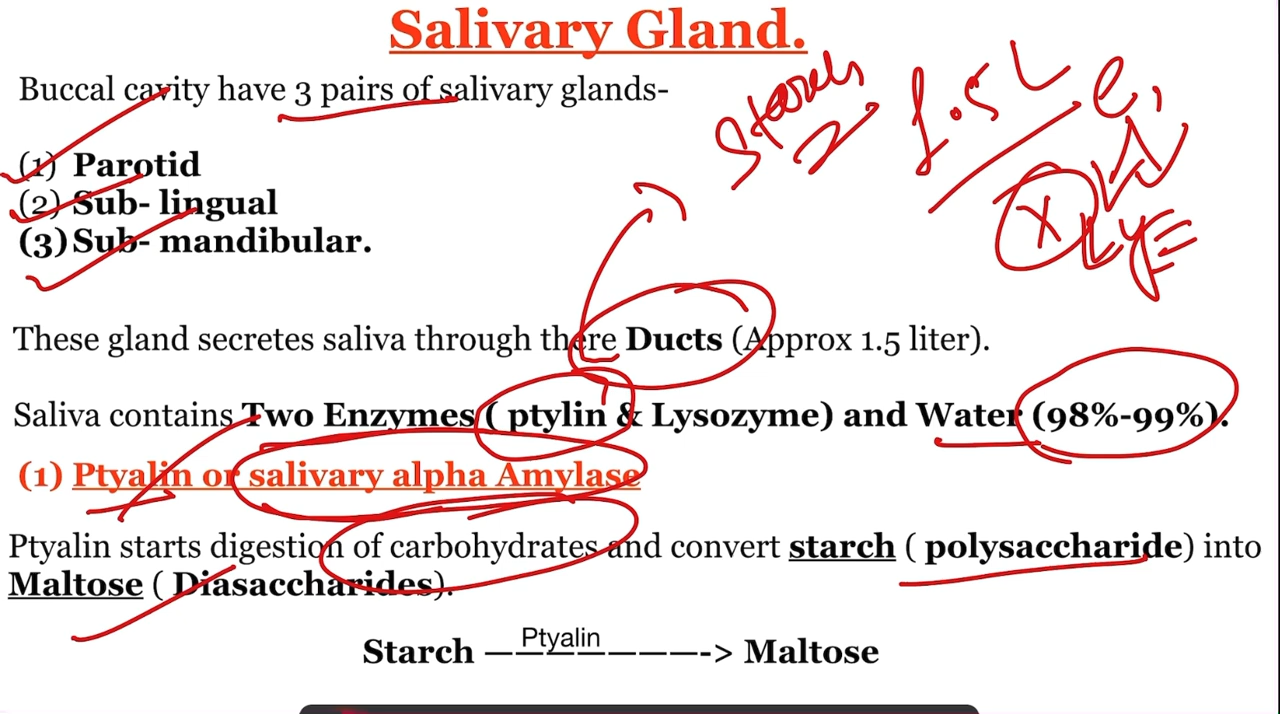 Salivary Gland.
Buccal cavity have 3 pairs of salivary glands-
(1) Parotid
(2) Sub- lingual
(3) Sub- mandibular.
These gland secretes saliva through there Ducts (Approx 1.5 liter).
Saliva contains Two Enzymes ( ptylin & Lysozyme) and Water (98%-99%).
(1) Ptyalin or salivary alpha Amylase
Ptyalin starts digestion of carbohydrates and convert starch ( polysaccharide) into
Maltose ( Diasaccharides).
Ptyalin
Starch ———————-> Maltose